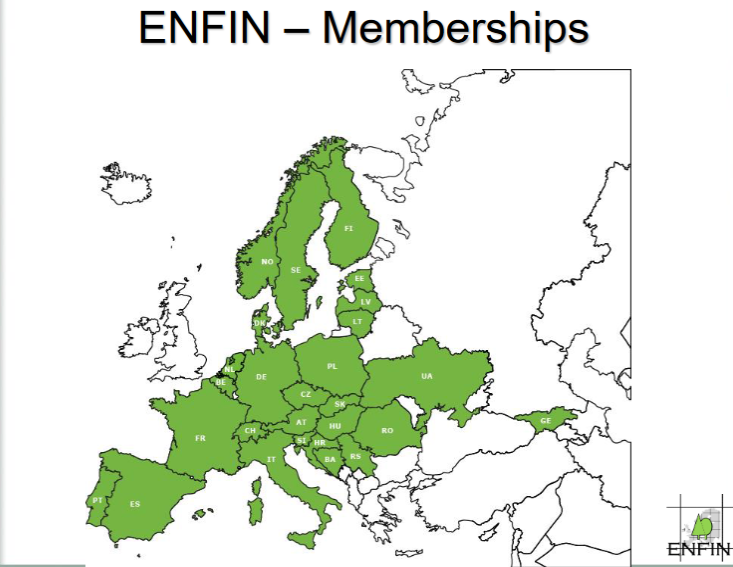 ENFIN – Memberships
FI
NO
SE
EE
LV
LT
DK
NL
BE
DE
PL
UA
CZ
SK
FR
CH
AT
HU
RO
GE
SI
HR
IT
BA
RS
PT
ES
ENFIN